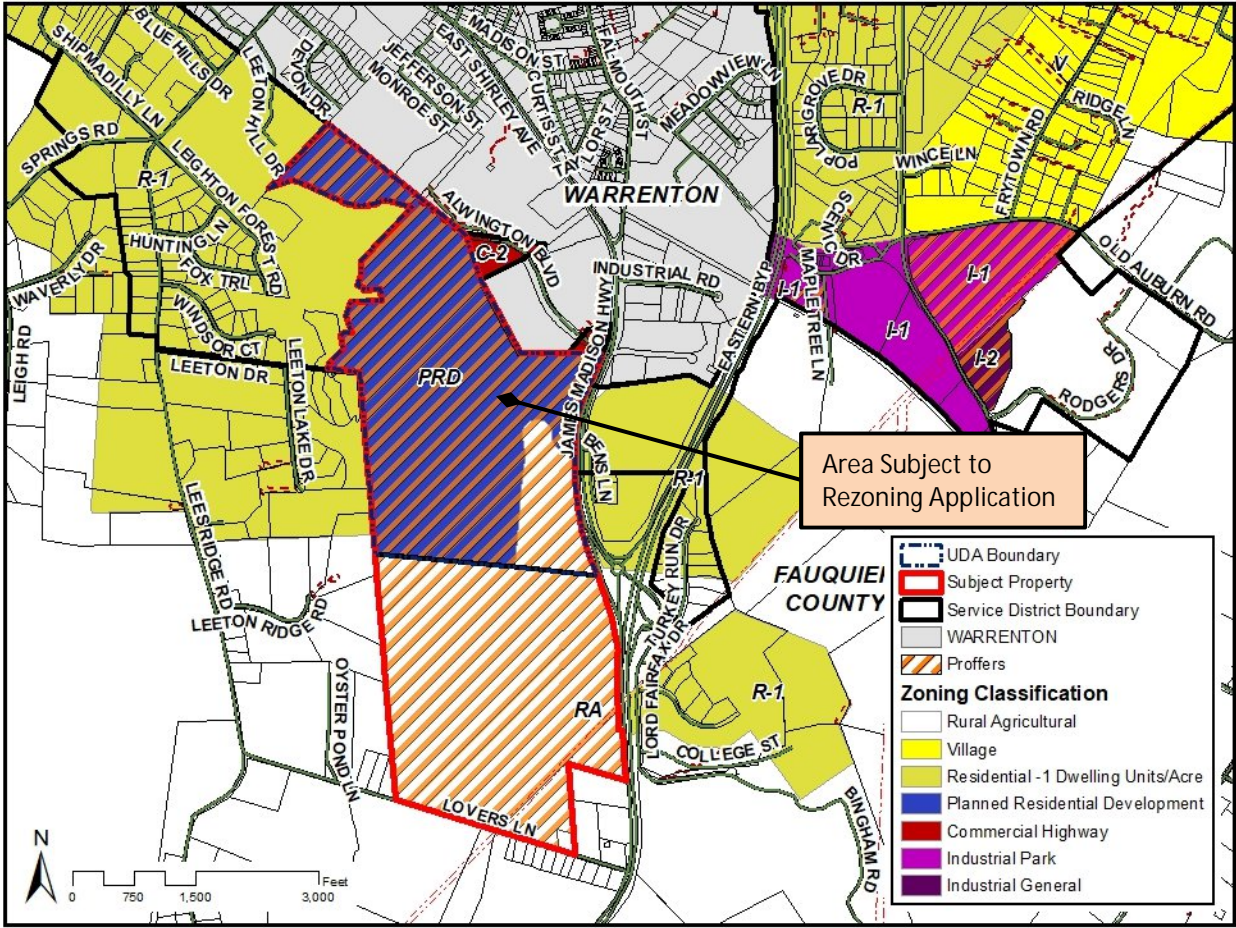 SHIPMADILLY LN
BLUE HILLS DR
LEETON HILL DR
DEVON DR
JEFFERSON ST
MONROE ST
EAST SHIRLEY AVE
MADISON ST
CURTIS ST
TAYLOR ST
FALMOUTH ST
MEADOWVIEW LN
POPLAR GROVE DR
R-1
WINCEI LN
FRYTOWN RD
V
RIDGE LN
SPRINGS RD
R-1
LEIGHTON FOREST RD
HUNTING LN
FOX TRL
WAVERLY DR
WINDSOR CT
LEIGH RD
LEETON DR
LEETON LAKE DR
WARRENTON
ALWINGTON BLVD
C-2
INDUSTRIAL RD
JAMES MADISON HWY
EASTERN BYP
SCENIC DR
MAPLE TREE LN
I-1
I-1
I-1
I-2
OLD AUBURN RD
RODGERS DR
PRD
BENS LN
R-1
Area Subject to
Rezoning Application
LEES RIDGE RD
LEETON RIDGE RD
OYSTER POND LN
TURKEY RUN DR
LORD FAIRFAX DR
FAUQUIER
COUNTY
RA
R-1
COLLEGE ST
BINGHAM RD
LOVERS LN
UDA Boundary
Subject Property
Service District Boundary
WARRENTON
Proffers
Zoning Classification
Rural Agricultural
Village
Residential -1 Dwelling Units/Acre
Planned Residential Development
Commercial Highway
Industrial Park
Industrial General
N
Feet
0 750 1,500 3,000